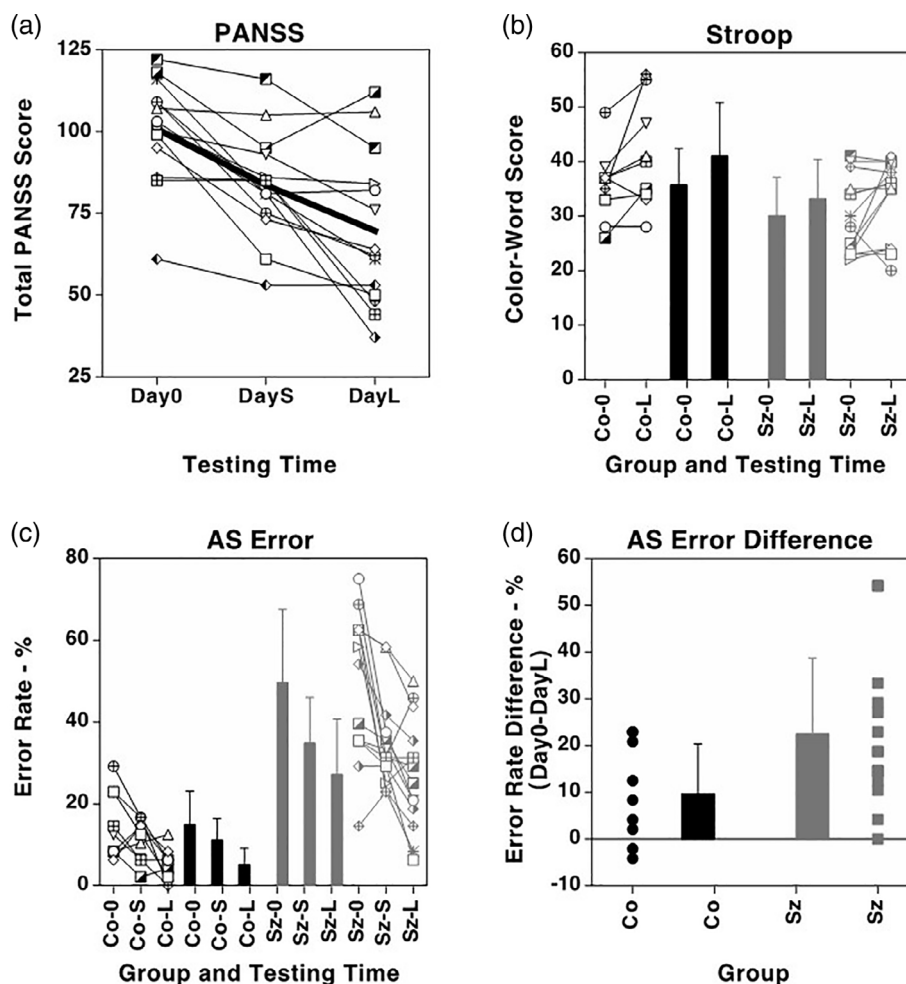 (a)
PANSS
Total PANSS Score
125
100
75
50
25
Day0 DayS DayL
Testing Time
(b)
Stroop
Color-Word Score
60
50
40
30
20
10
0
Co-0 Co-L Co-0 Co-L Sz-0 Sz-L Sz-0 Sz-L
Group and Testing Time
(c)
AS Error
Error Rate - %
80
60
40
20
0
Co-0 Co-S Co-L Co-0 Co-S Co-L Sz-0 Sz-S Sz-L Sz-0 Sz-S Sz-L
Group and Testing Time
(d)
AS Error Difference
Error Rate Difference - %
(Day0-DayL)
60
50
40
30
20
10
0
-10
Co Co Sz Sz
Group